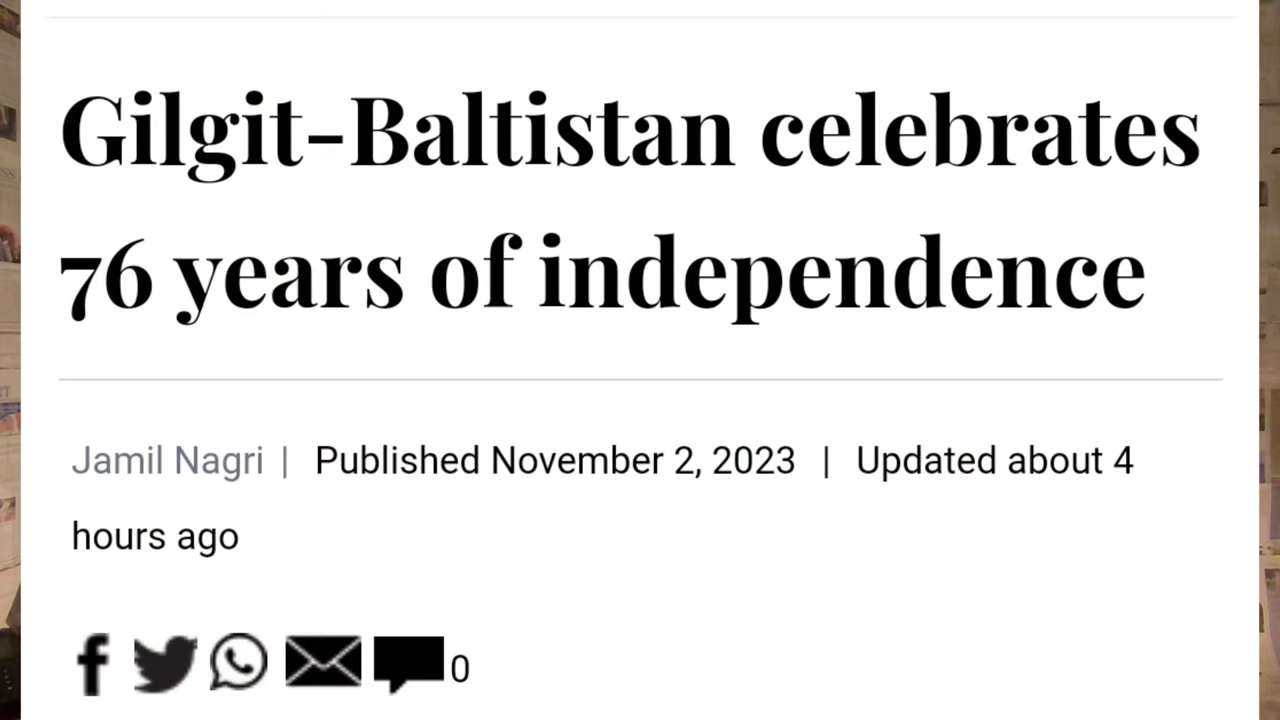 Gilgit-Baltistan celebrates
76 years of independence
Jamil Nagri | Published November 2, 2023 | Updated about 4
hours ago
0